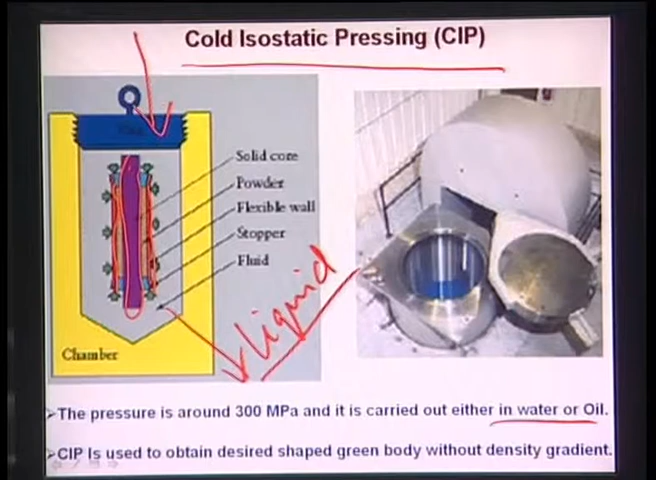 Cold Isostatic Pressing (CIP)
Solid core
Powder
Flexible wall
Stopper
Fluid
liquid
Chamber
➢The pressure is around 300 MPa and it is carried out either in water or Oil.
➢CIP Is used to obtain desired shaped green body without density gradient.